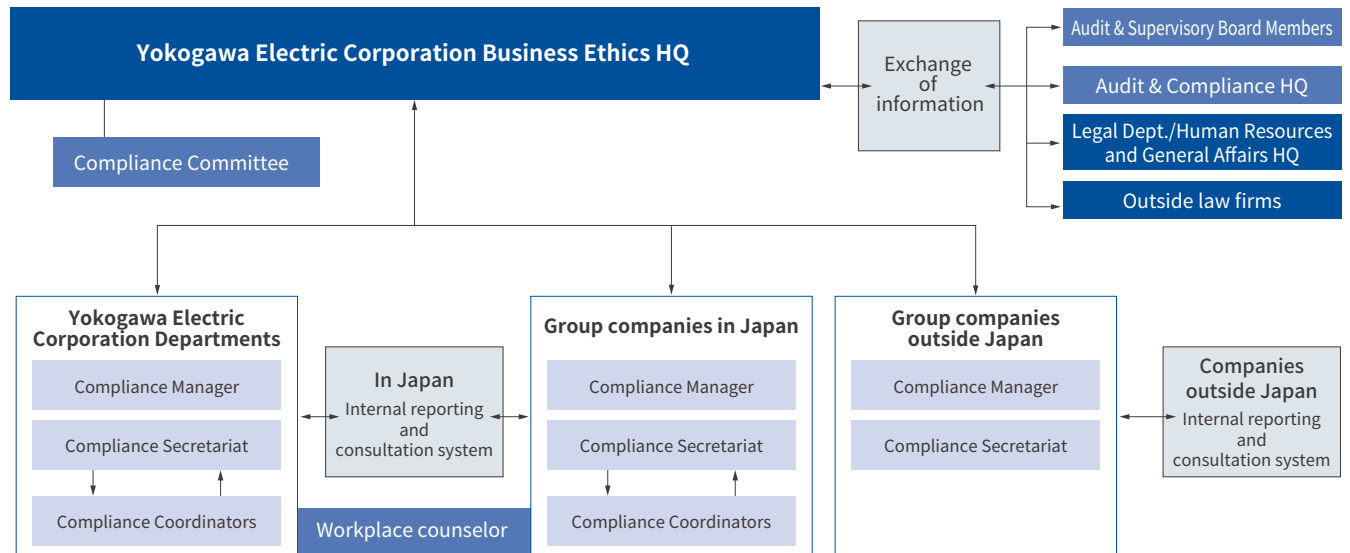 Yokogawa Electric Corporation Business Ethics HQ
Compliance Committee
Exchange
of
information
Audit & Supervisory Board Members
Audit & Compliance HQ
Legal Dept./Human Resources
and General Affairs HQ
Outside law firms
Yokogawa Electric
Corporation Departments
Compliance Manager
Compliance Secretariat
Compliance Coordinators
In Japan
Internal reporting
and
consultation system
Workplace counselor
Group companies in Japan
Compliance Manager
Compliance Secretariat
Compliance Coordinators
Group companies
outside Japan
Compliance Manager
Compliance Secretariat
Companies
outside Japan
Internal reporting
and
consultation system